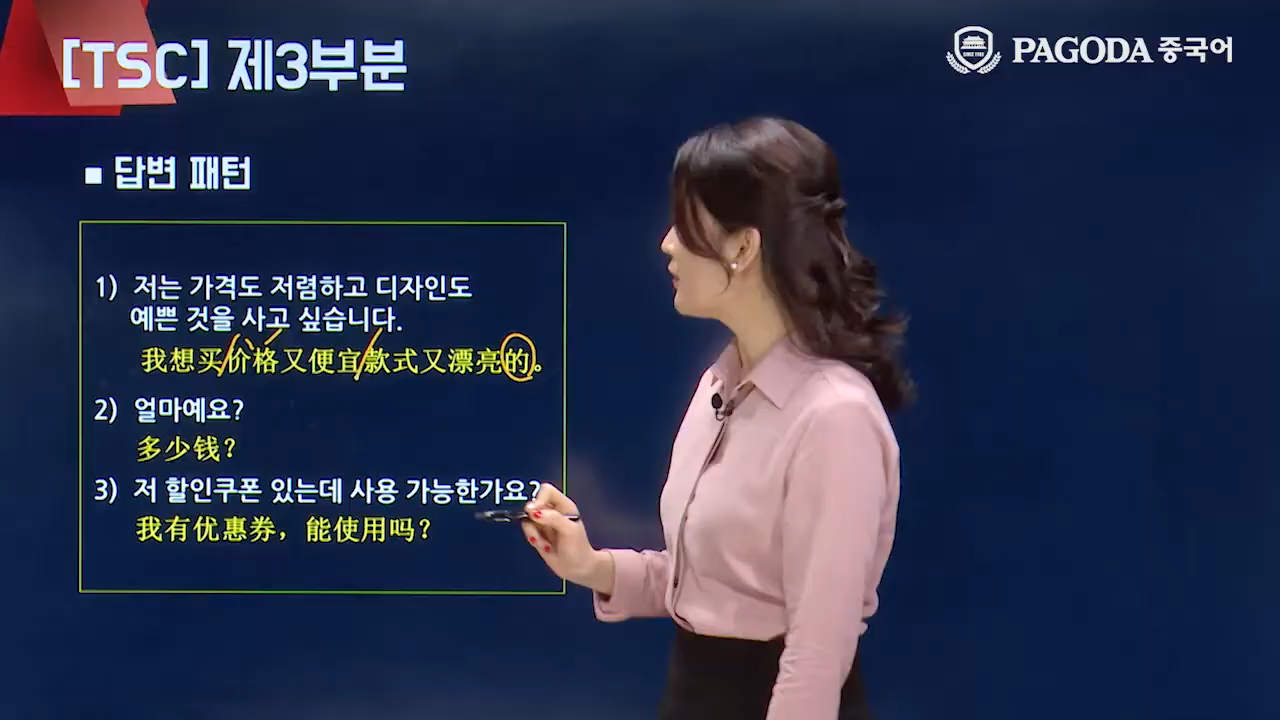 [TSC] 제3부분
PAGODA 중국어
■ 답변 패턴
1) 저는 가격도 저렴하고 디자인도
예쁜 것을 사고 싶습니다.
我想买价格又便宜款式又漂亮的。
2) 얼마예요?
多少钱？
3) 저 할인쿠폰 있는데 사용 가능한가요?
我有优惠券，能使用吗？